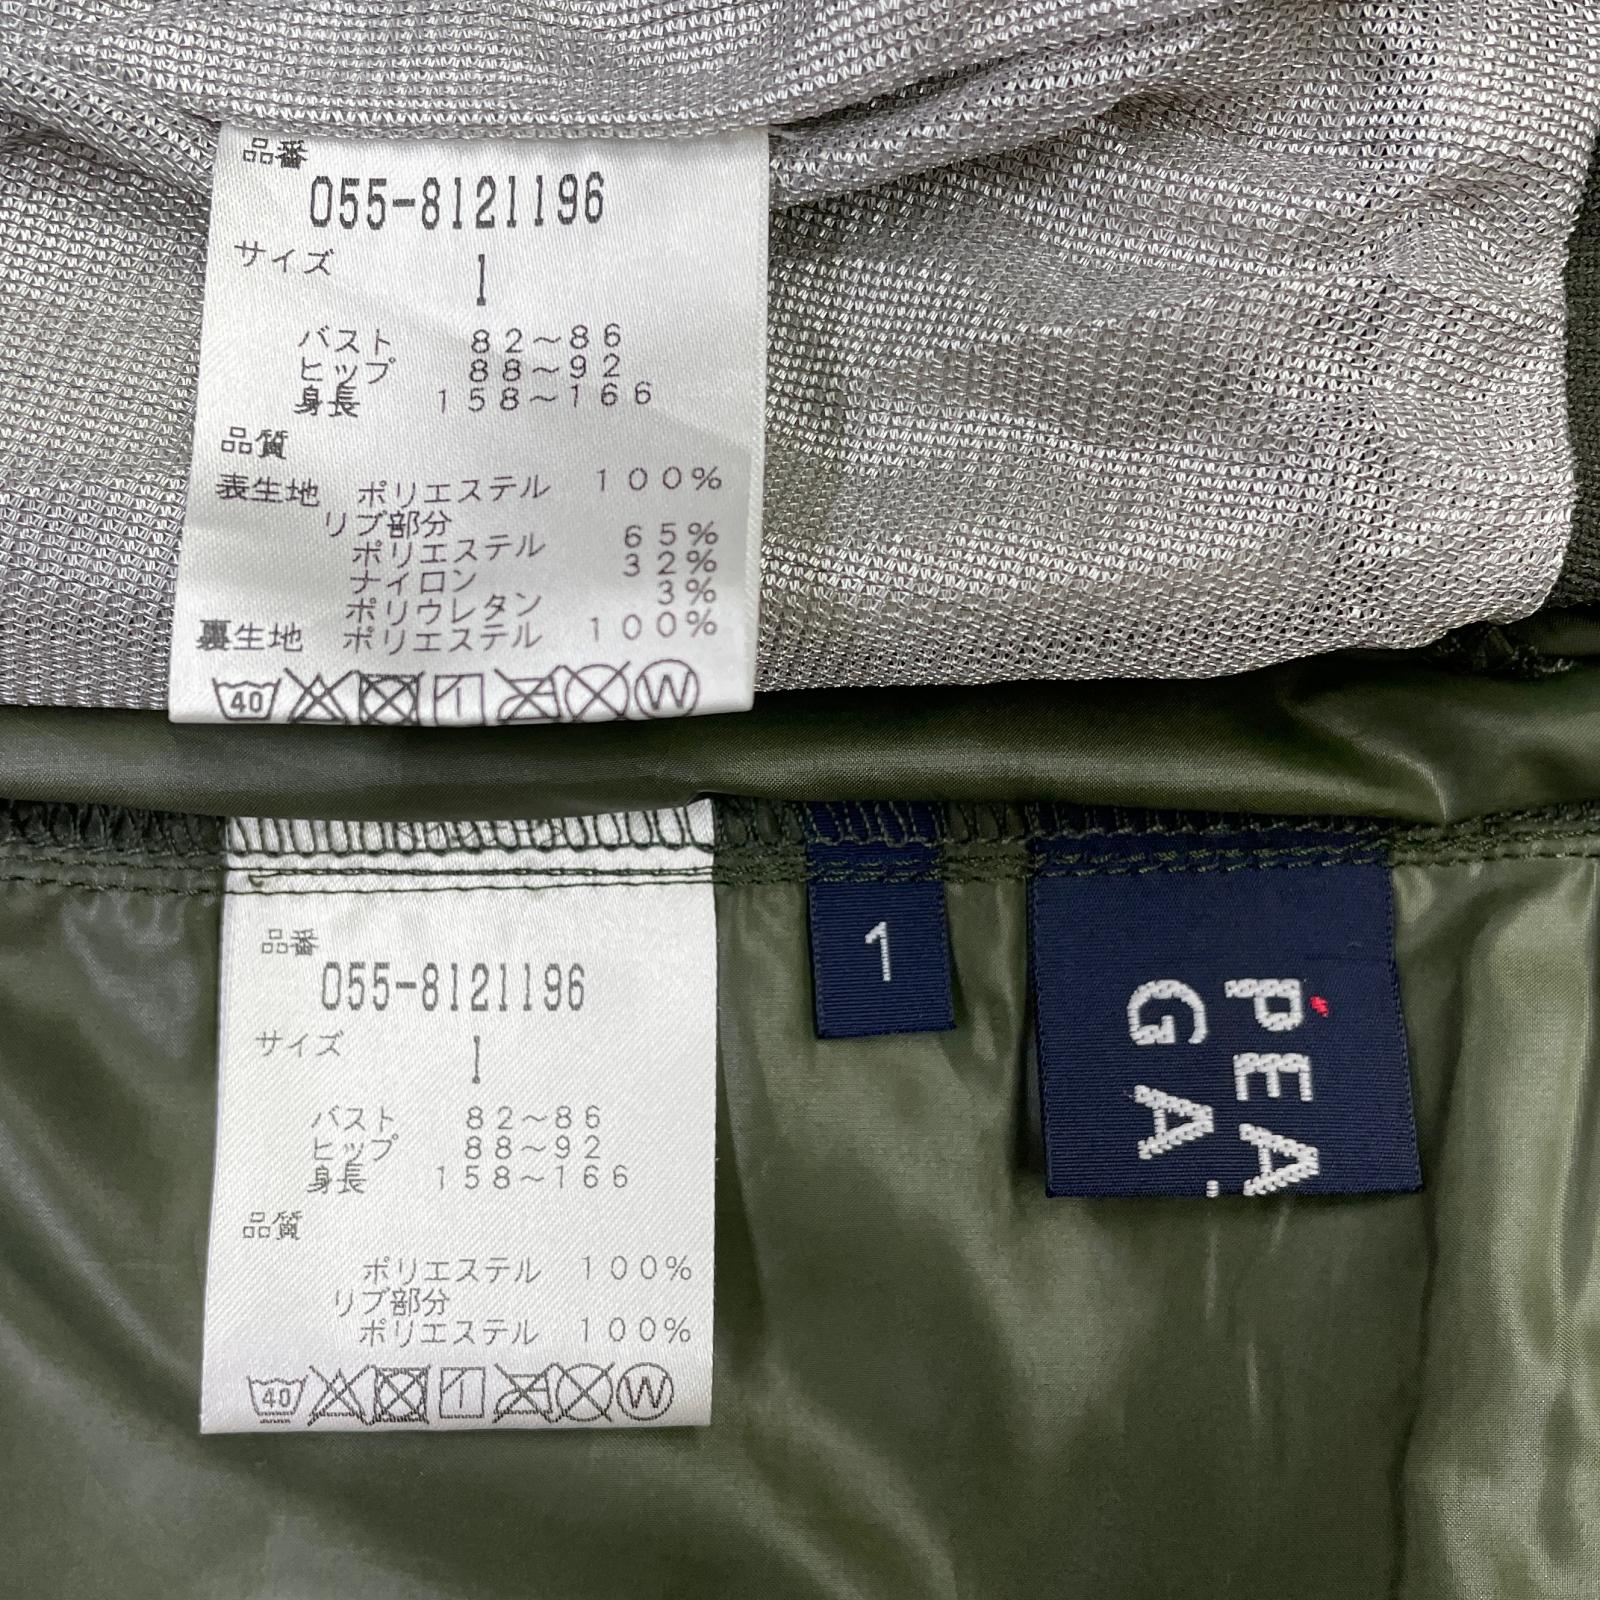 品番
055-8121196
サイズ
1
バスト 82～86
ヒップ 88～92
身長 158～166
品質
表生地 ポリエステル 100%
リブ部分
ポリエステル 65%
ナイロン 32%
ポリウレタン 3%
裏生地 ポリエステル 100%
40 1 W
品番
055-8121196
サイズ
1
バスト 82～86
ヒップ 88～92
身長 158～166
品質
ポリエステル 100%
リブ部分
ポリエステル 100%
40 1 W
1
PEA
GA